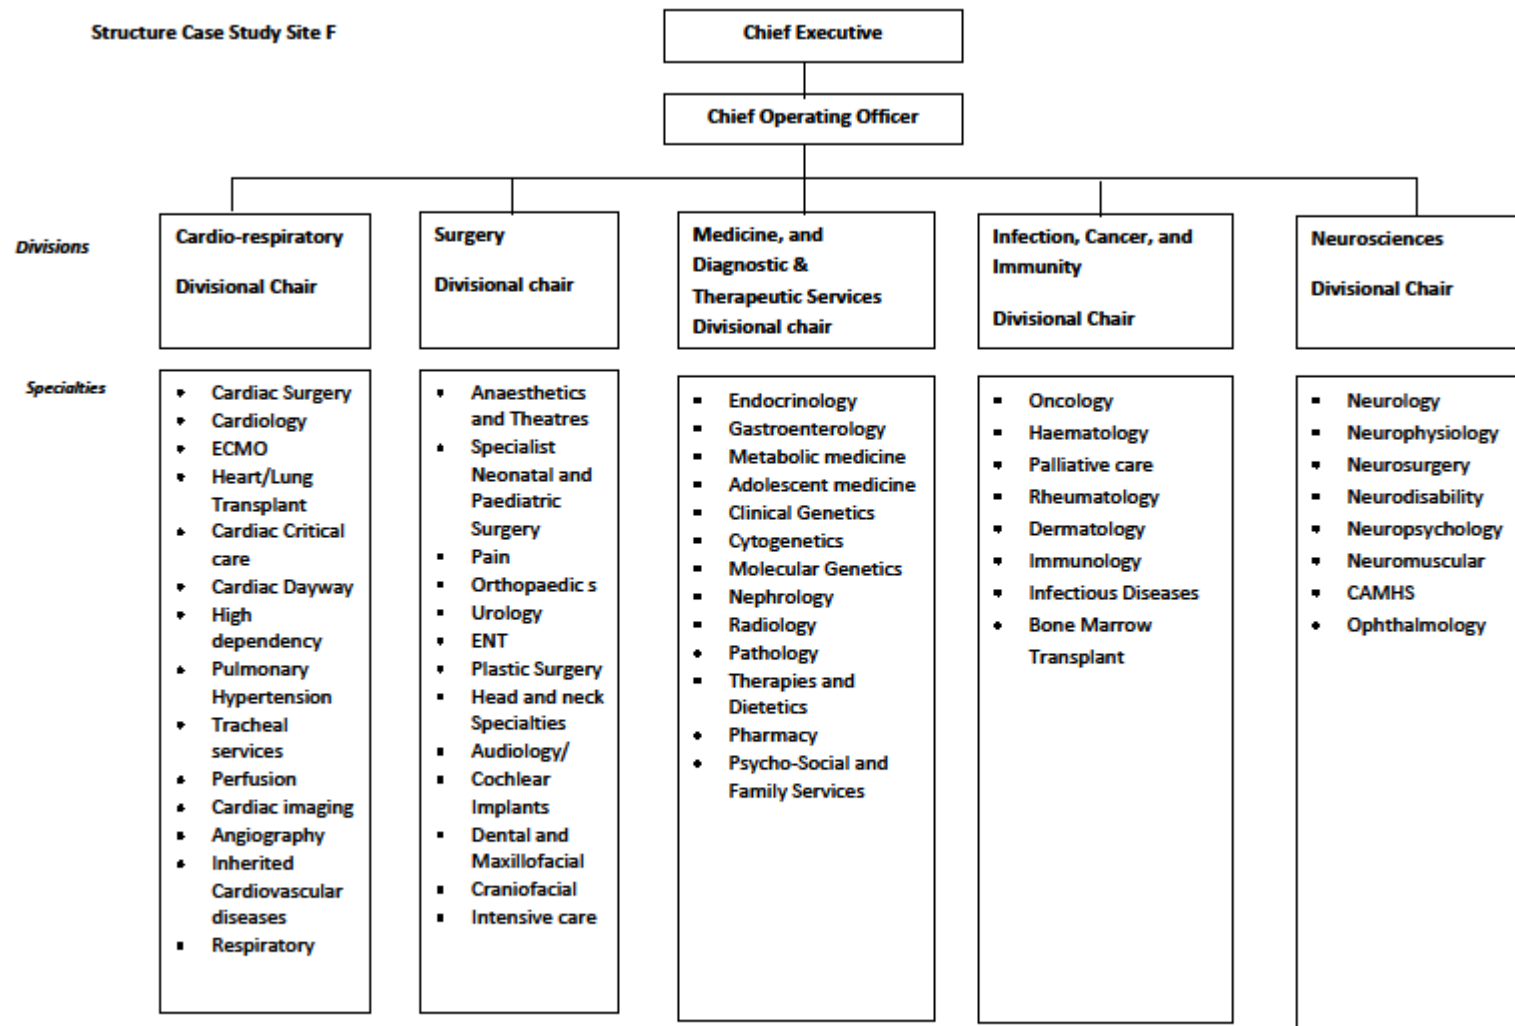 Structure Case Study Site F
Chief Executive
Chief Operating Officer
Divisions
Cardio-respiratory
Divisional Chair
Surgery
Divisional chair
Medicine, and
Diagnostic &
Therapeutic Services
Divisional chair
Infection, Cancer, and
Immunity
Divisional Chair
Neurosciences
Divisional Chair
Specialties
Cardiac Surgery
Cardiology
ECMO
Heart/Lung
Transplant
Cardiac Critical
care
Cardiac Dayway
High
dependency
Pulmonary
Hypertension
Tracheal
services
Perfusion
Cardiac imaging
Angiography
Inherited
Cardiovascular
diseases
Respiratory
Anaesthetics
and Theatres
Specialist
Neonatal and
Paediatric
Surgery
Pain
Orthopaedic s
Urology
ENT
Plastic Surgery
Head and neck
Specialties
Audiology/
Cochlear
Implants
Dental and
Maxillofacial
Craniofacial
Intensive care
Endocrinology
Gastroenterology
Metabolic medicine
Adolescent medicine
Clinical Genetics
Cytogenetics
Molecular Genetics
Nephrology
Radiology
Pathology
Therapies and
Dietetics
Pharmacy
Psycho-Social and
Family Services
Oncology
Haematology
Palliative care
Rheumatology
Dermatology
Immunology
Infectious Diseases
Bone Marrow
Transplant
Neurology
Neurophysiology
Neurosurgery
Neurodisability
Neuropsychology
Neuromuscular
CAMHS
Ophthalmology